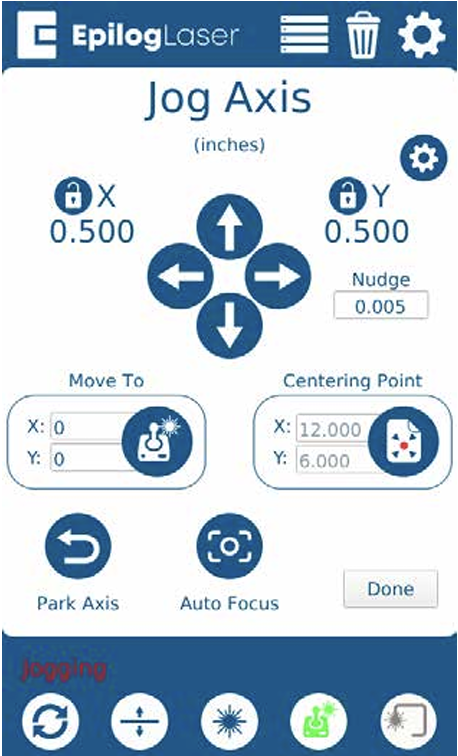 EpilogLaser
Jog Axis
(inches)
X
Y
0.500
0.500
Nudge
0.005
Move To
Centering Point
X: 0
Y: 0
X: 12.000
Y: 6.000
Park Axis
Auto Focus
Done
Jogging